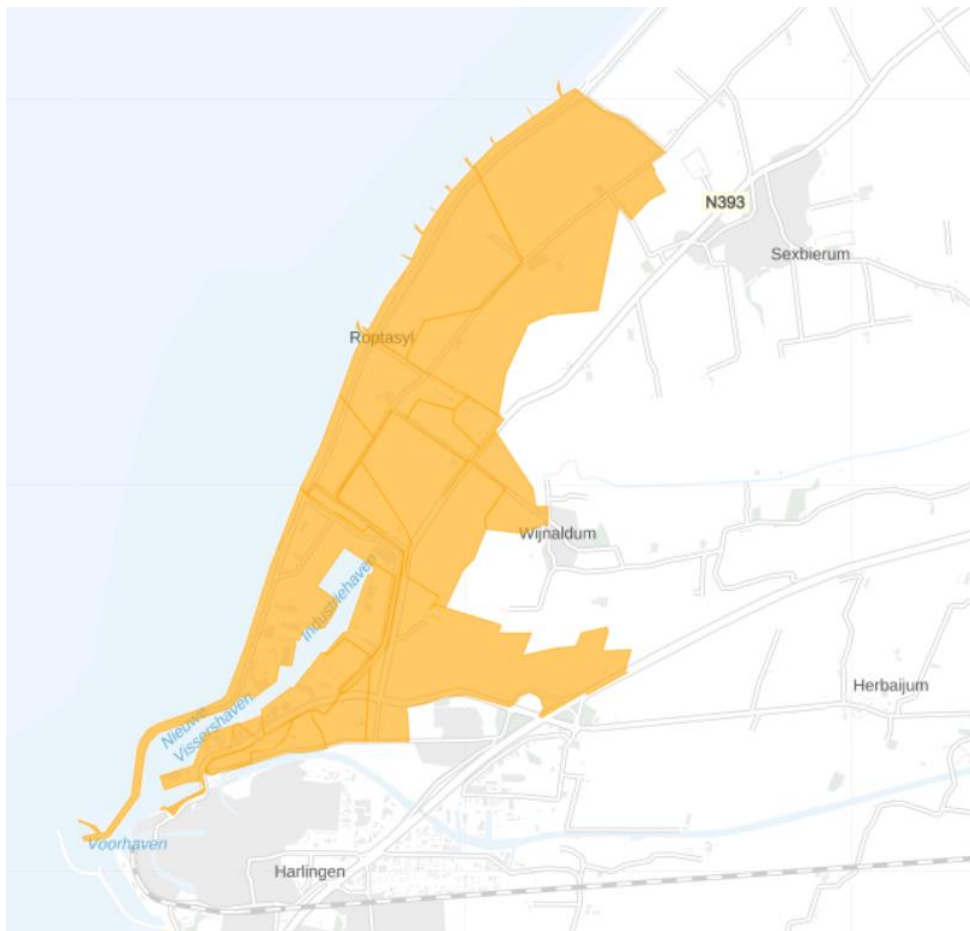 N393
Sexbierum
Roptasyl
Wijnaldum
Industriehaven
Herbaijum
Nieuwe
Vissershaven
Voorhaven
Harlingen